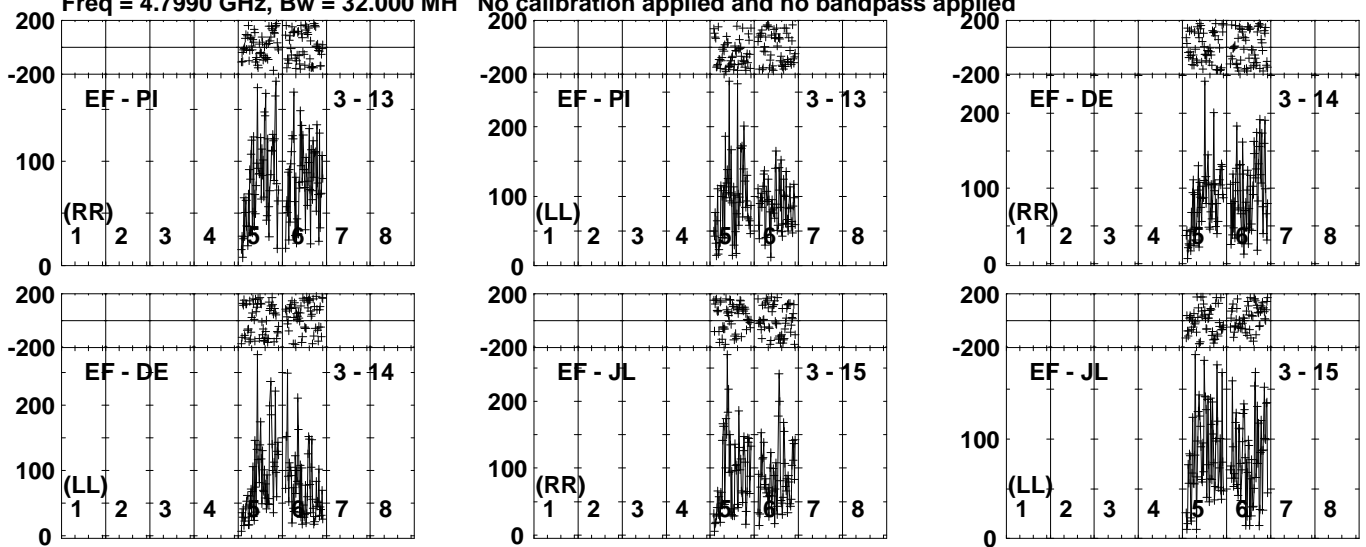 Freq = 4.7990 GHz, Bw = 32.000 MH No calibration applied and no bandpass applied
200
-200
EF - PI 3 - 13
100
(RR)
1 2 3 4 5 6 7 8
0
EF - PI 3 - 13
200
100
(LL)
1 2 3 4 5 6 7 8
0
200
-200
EF - DE 3 - 14
200
100
(RR)
1 2 3 4 5 6 7 8
0
200
-200
EF - DE 3 - 14
200
100
(LL)
1 2 3 4 5 6 7 8
0
200
-200
EF - JL 3 - 15
200
100
(RR)
1 2 3 4 5 6 7 8
0
200
-200
EF - JL 3 - 15
100
(LL)
1 2 3 4 5 6 7 8
0
200
-200